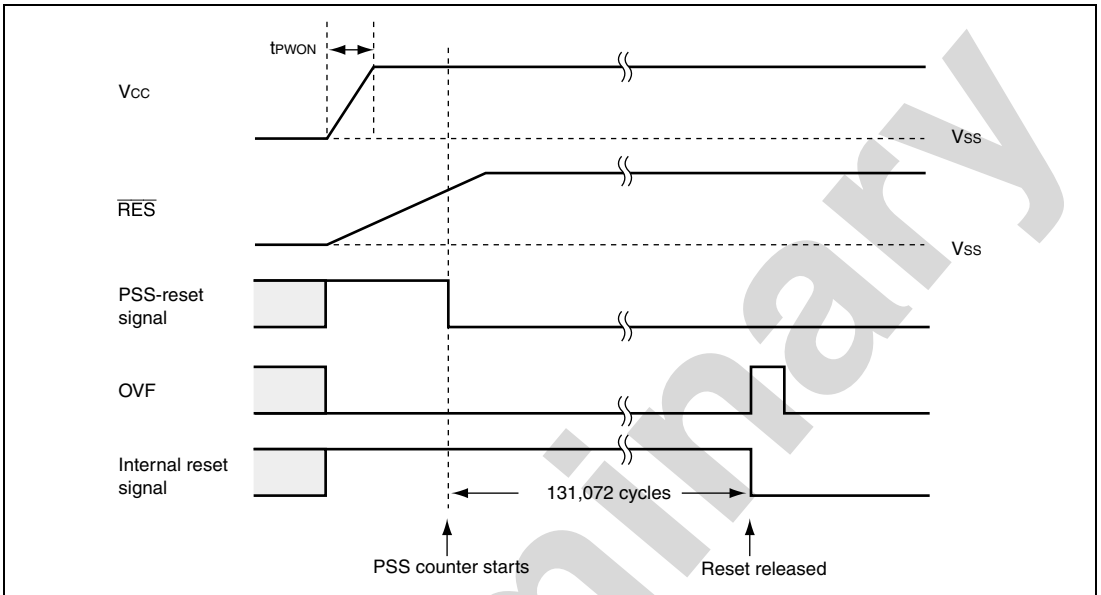 tPWON
Vcc
Vss
RES
Vss
PSS-reset
signal
OVF
Internal reset
signal
131,072 cycles
PSS counter starts
Reset released
minary